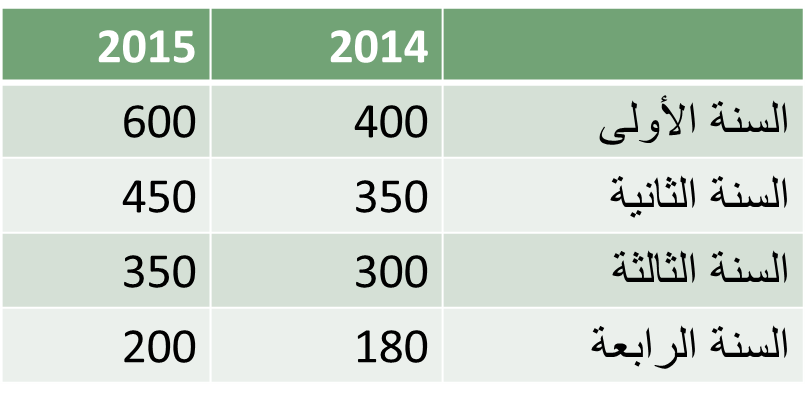 2014 2015
السنة الأولى 400 600
السنة الثانية 350 450
السنة الثالثة 300 350
السنة الرابعة 180 200